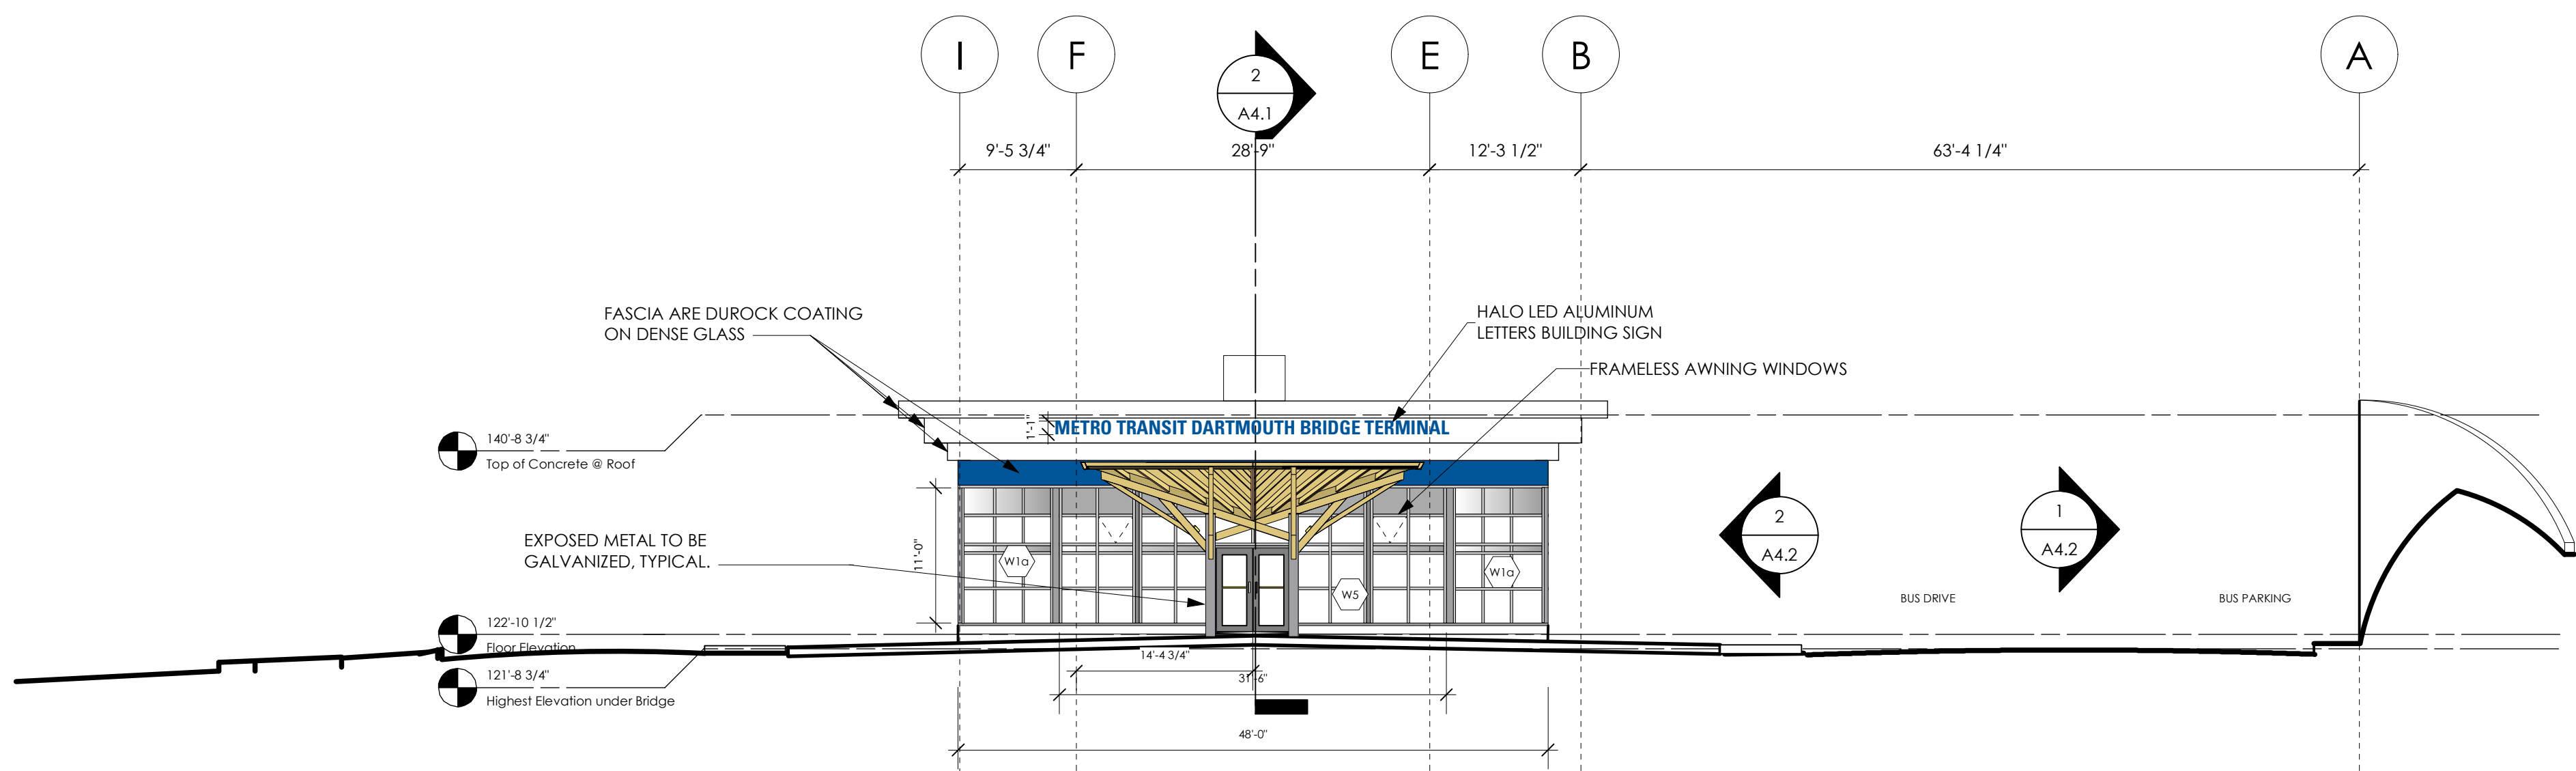 I
F
E
B
A
2
A4.1
9'-5 3/4"
28'-9"
12'-3 1/2"
63'-4 1/4"
FASCIA ARE DUROCK COATING
ON DENSE GLASS
HALO LED ALUMINUM
LETTERS BUILDING SIGN
FRAMELESS AWNING WINDOWS
1'-1"
METRO TRANSIT DARTMOUTH BRIDGE TERMINAL
140'-8 3/4"
Top of Concrete @ Roof
EXPOSED METAL TO BE
GALVANIZED, TYPICAL.
11'-0"
W1a
W5
W1a
2
A4.2
1
A4.2
BUS DRIVE
BUS PARKING
122'-10 1/2"
Floor Elevation
121'-8 3/4"
Highest Elevation under Bridge
14'-4 3/4"
31'-6"
48'-0"